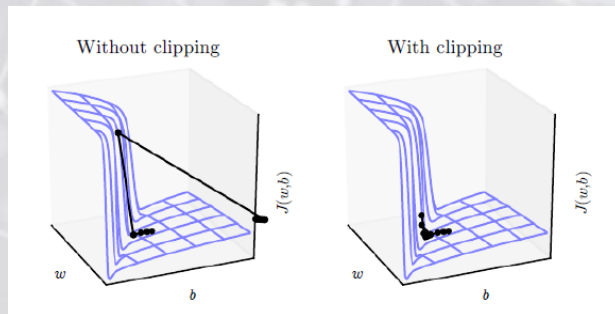 Without clipping
With clipping
J(w,b)
J(w,b)
w
b
w
b